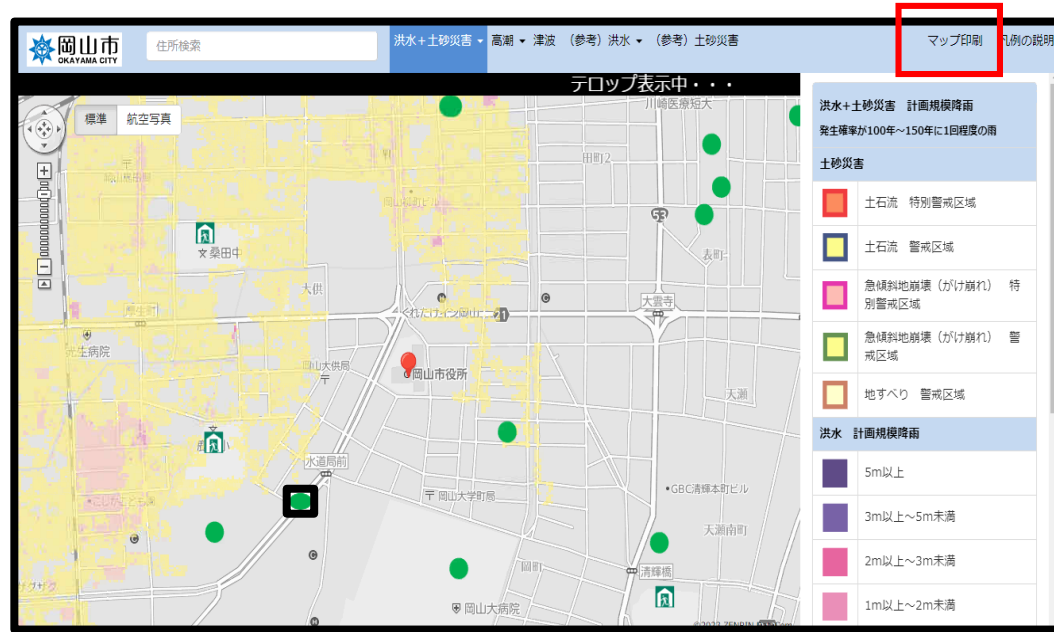 岡山市
OKAYAMA CITY
住所検索
洪水+土砂災害
高潮
津波
(参考)洪水
(参考)土砂災害
マップ印刷
凡例の説明
テロップ表示中・・・
標準
航空写真
川崎医療短大
田町2
53
桑田中
大供
表町
大雲寺
21
岡山大供局
岡山市役所
天瀬
水道局前
岡山大学町局
GBC清輝本町ビル
天瀬南町
岡町
清輝橋
岡山大病院
洪水+土砂災害 計画規模降雨
発生確率が100年~150年に1回程度の雨
土砂災害
土石流 特別警戒区域
土石流 警戒区域
急傾斜地崩壊(がけ崩れ) 特
別警戒区域
急傾斜地崩壊(がけ崩れ) 警
戒区域
地すべり 警戒区域
洪水 計画規模降雨
5m以上
3m以上~5m未満
2m以上~3m未満
1m以上~2m未満